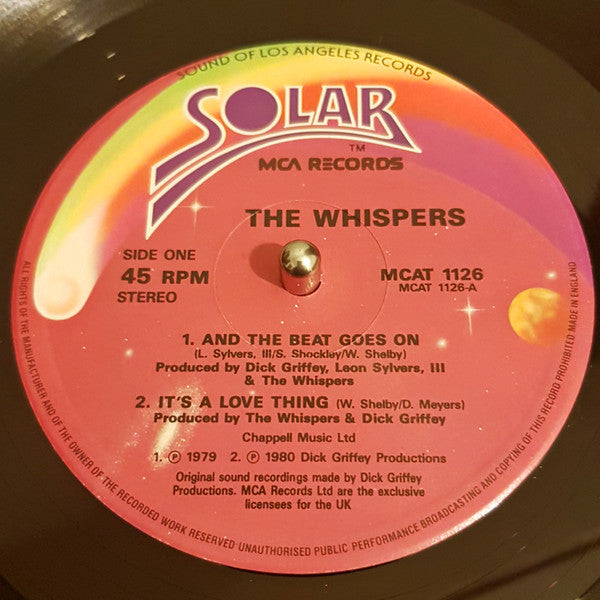 SOUND OF LOS ANGELES RECORDS
SOLAR
TM
MCA RECORDS
THE WHISPERS
SIDE ONE
45 RPM
STEREO
MCAT 1126
MCAT 1126-A
1. AND THE BEAT GOES ON
(L. Sylvers, III/S. Shockley/W. Shelby)
Produced by Dick Griffey, Leon Sylvers, III
& The Whispers
2. IT'S A LOVE THING (W. Shelby/D. Meyers)
Produced by The Whispers & Dick Griffey
Chappell Music Ltd
1. ℗ 1979 2. ℗ 1980 Dick Griffey Productions
Original sound recordings made by Dick Griffey
Productions. MCA Records Ltd are the exclusive
licensees for the UK
ALL RIGHTS OF THE MANUFACTURER AND OF THE OWNER OF THE RECORDED WORK RESERVED·UNAUTHORISED PUBLIC PERFORMANCE BROADCASTING AND COPYING OF THIS RECORD PROHIBITED MADE IN ENGLAND